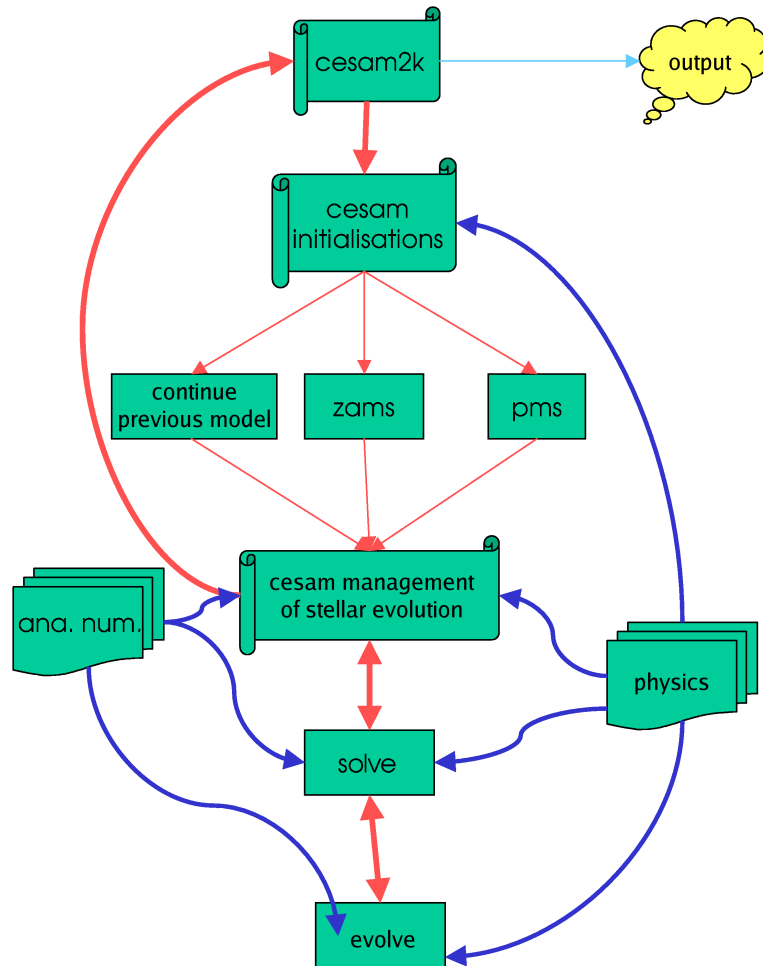 cesam2k
output
cesam
initialisations
continue
previous model
zams
pms
cesam management
of stellar evolution
ana. num.
physics
solve
evolve